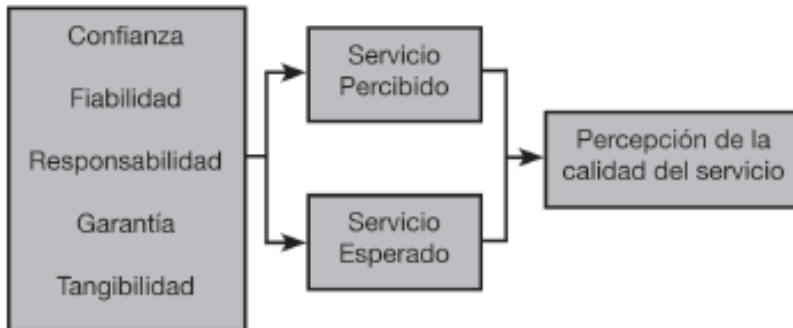 Confianza
Fiabilidad
Responsabilidad
Garantía
Tangibilidad
Servicio
Percibido
Servicio
Esperado
Percepción de la
calidad del servicio